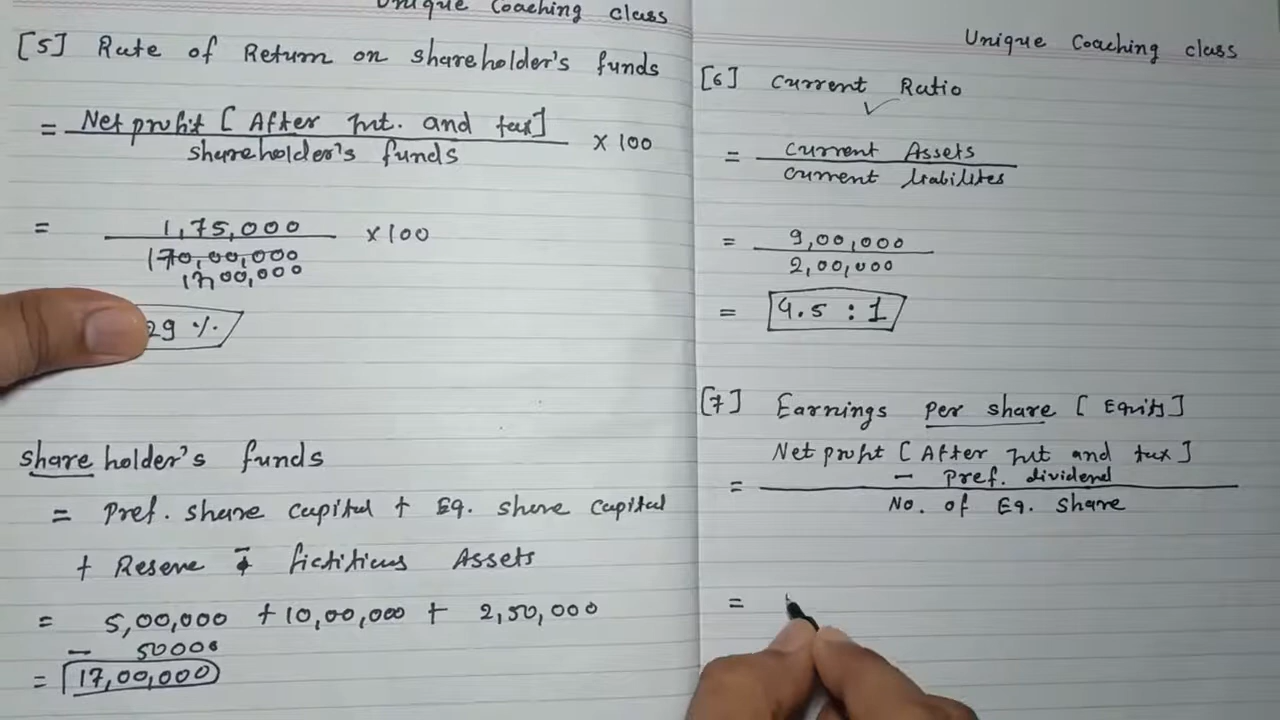 Unique Coaching class
[5] Rate of Return on shareholder's funds
= Net profit [ After int. and tax]
shareholder's funds
× 100
= 1,75,000
170,00,000
17,00,000
× 100
29 %
shareholder's funds
= Pref. share capital + Eq. share capital
+ Reserve - fictitious Assets
= 5,00,000 + 10,00,000 + 2,50,000
- 50000
= 17,00,000
Unique Coaching class
[6] Current Ratio
= Current Assets
Current liabilites
= 9,00,000
2,00,000
= 4.5 : 1
[7] Earnings Per share [ Equity]
Net profit [ After int and tax ]
= - Pref. dividend
No. of Eq. Share
=